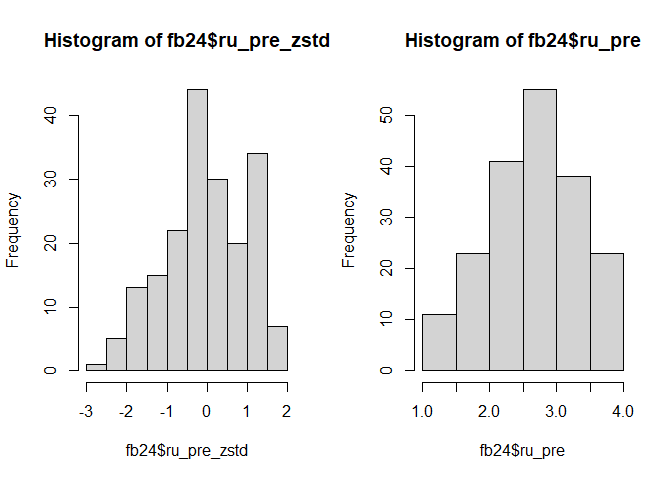 Histogram of fb24$ru_pre_zstd
Frequency
0 10 20 30 40
-3 -2 -1 0 1 2
fb24$ru_pre_zstd
Histogram of fb24$ru_pre
Frequency
0 10 20 30 40 50
1.0 2.0 3.0 4.0
fb24$ru_pre